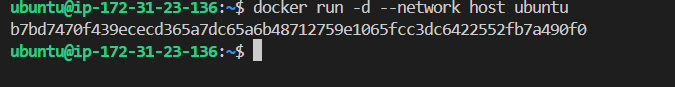 ubuntu@ip-172-31-23-136:~$ docker run -d --network host ubuntu
b7bd7470f439ececd365a7dc65a6b48712759e1065fcc3dc6422552fb7a490f0
ubuntu@ip-172-31-23-136:~$